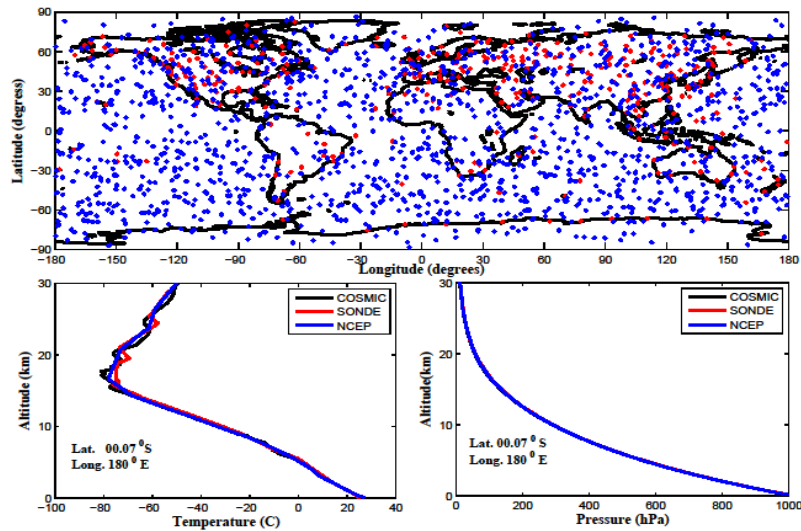 90
60
30
0
−30
−60
−90
Latitude (degrees)
−180 −150 −120 −90 −60 −30 0 30 60 90 120 150 180
Longitude (degrees)
30
20
10
0
Altitude (km)
COSMIC
SONDE
NCEP
Lat. 00.07 ⁰S
Long. 180 ⁰ E
−100 −80 −60 −40 −20 0 20 40
Temperature (C)
30
20
10
0
Altitude(km)
COSMIC
SONDE
NCEP
Lat. 00.07 ⁰ S
Long. 180 ⁰ E
0 200 400 600 800 1000
Pressure (hPa)